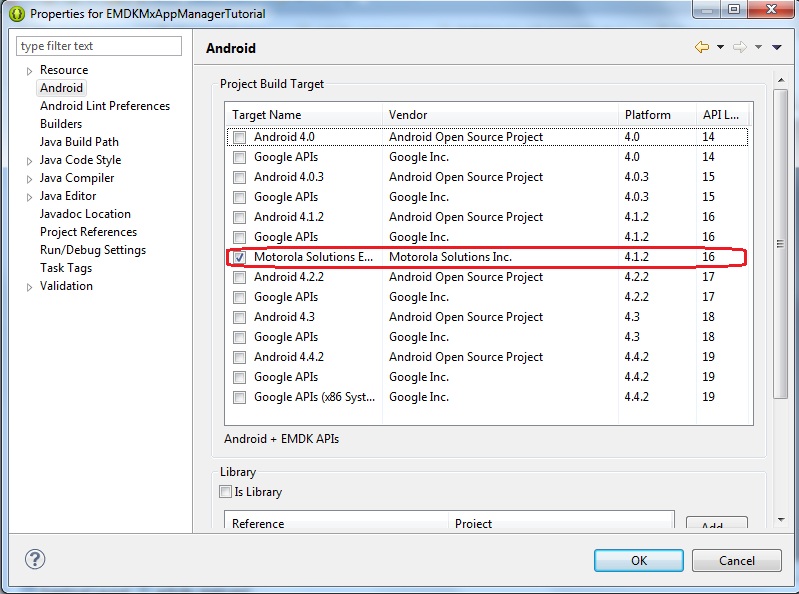 Properties for EMDKMxAppManagerTutorial
type filter text
Resource
Android
Android Lint Preferences
Builders
Java Build Path
Java Code Style
Java Compiler
Java Editor
Javadoc Location
Project References
Run/Debug Settings
Task Tags
Validation
Android
Project Build Target
Target Name Vendor Platform API L...
Android 4.0 Android Open Source Project 4.0 14
Google APIs Google Inc. 4.0 14
Android 4.0.3 Android Open Source Project 4.0.3 15
Google APIs Google Inc. 4.0.3 15
Android 4.1.2 Android Open Source Project 4.1.2 16
Google APIs Google Inc. 4.1.2 16
Motorola Solutions E... Motorola Solutions Inc. 4.1.2 16
Android 4.2.2 Android Open Source Project 4.2.2 17
Google APIs Google Inc. 4.2.2 17
Android 4.3 Android Open Source Project 4.3 18
Google APIs Google Inc. 4.3 18
Android 4.4.2 Android Open Source Project 4.4.2 19
Google APIs Google Inc. 4.4.2 19
Google APIs (x86 Syst... Google Inc. 4.4.2 19
Android + EMDK APIs
Library
Is Library
Reference Project
Add...
OK Cancel